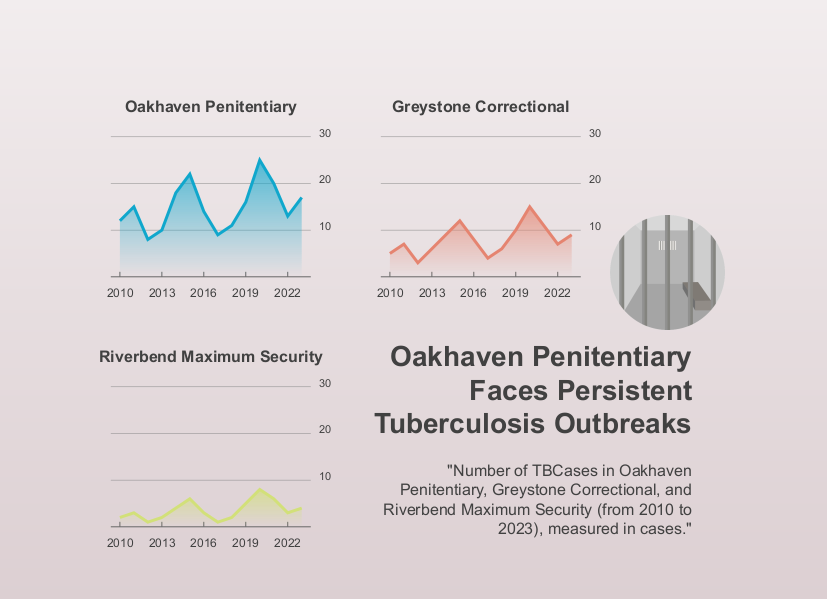 Oakhaven Penitentiary
30
20
10
2010 2013 2016 2019 2022
Greystone Correctional
30
20
10
2010 2013 2016 2019 2022
Riverbend Maximum Security
30
20
10
2010 2013 2016 2019 2022
Oakhaven Penitentiary
Faces Persistent
Tuberculosis Outbreaks
"Number of TBCases in Oakhaven
Penitentiary, Greystone Correctional, and
Riverbend Maximum Security (from 2010 to
2023), measured in cases."